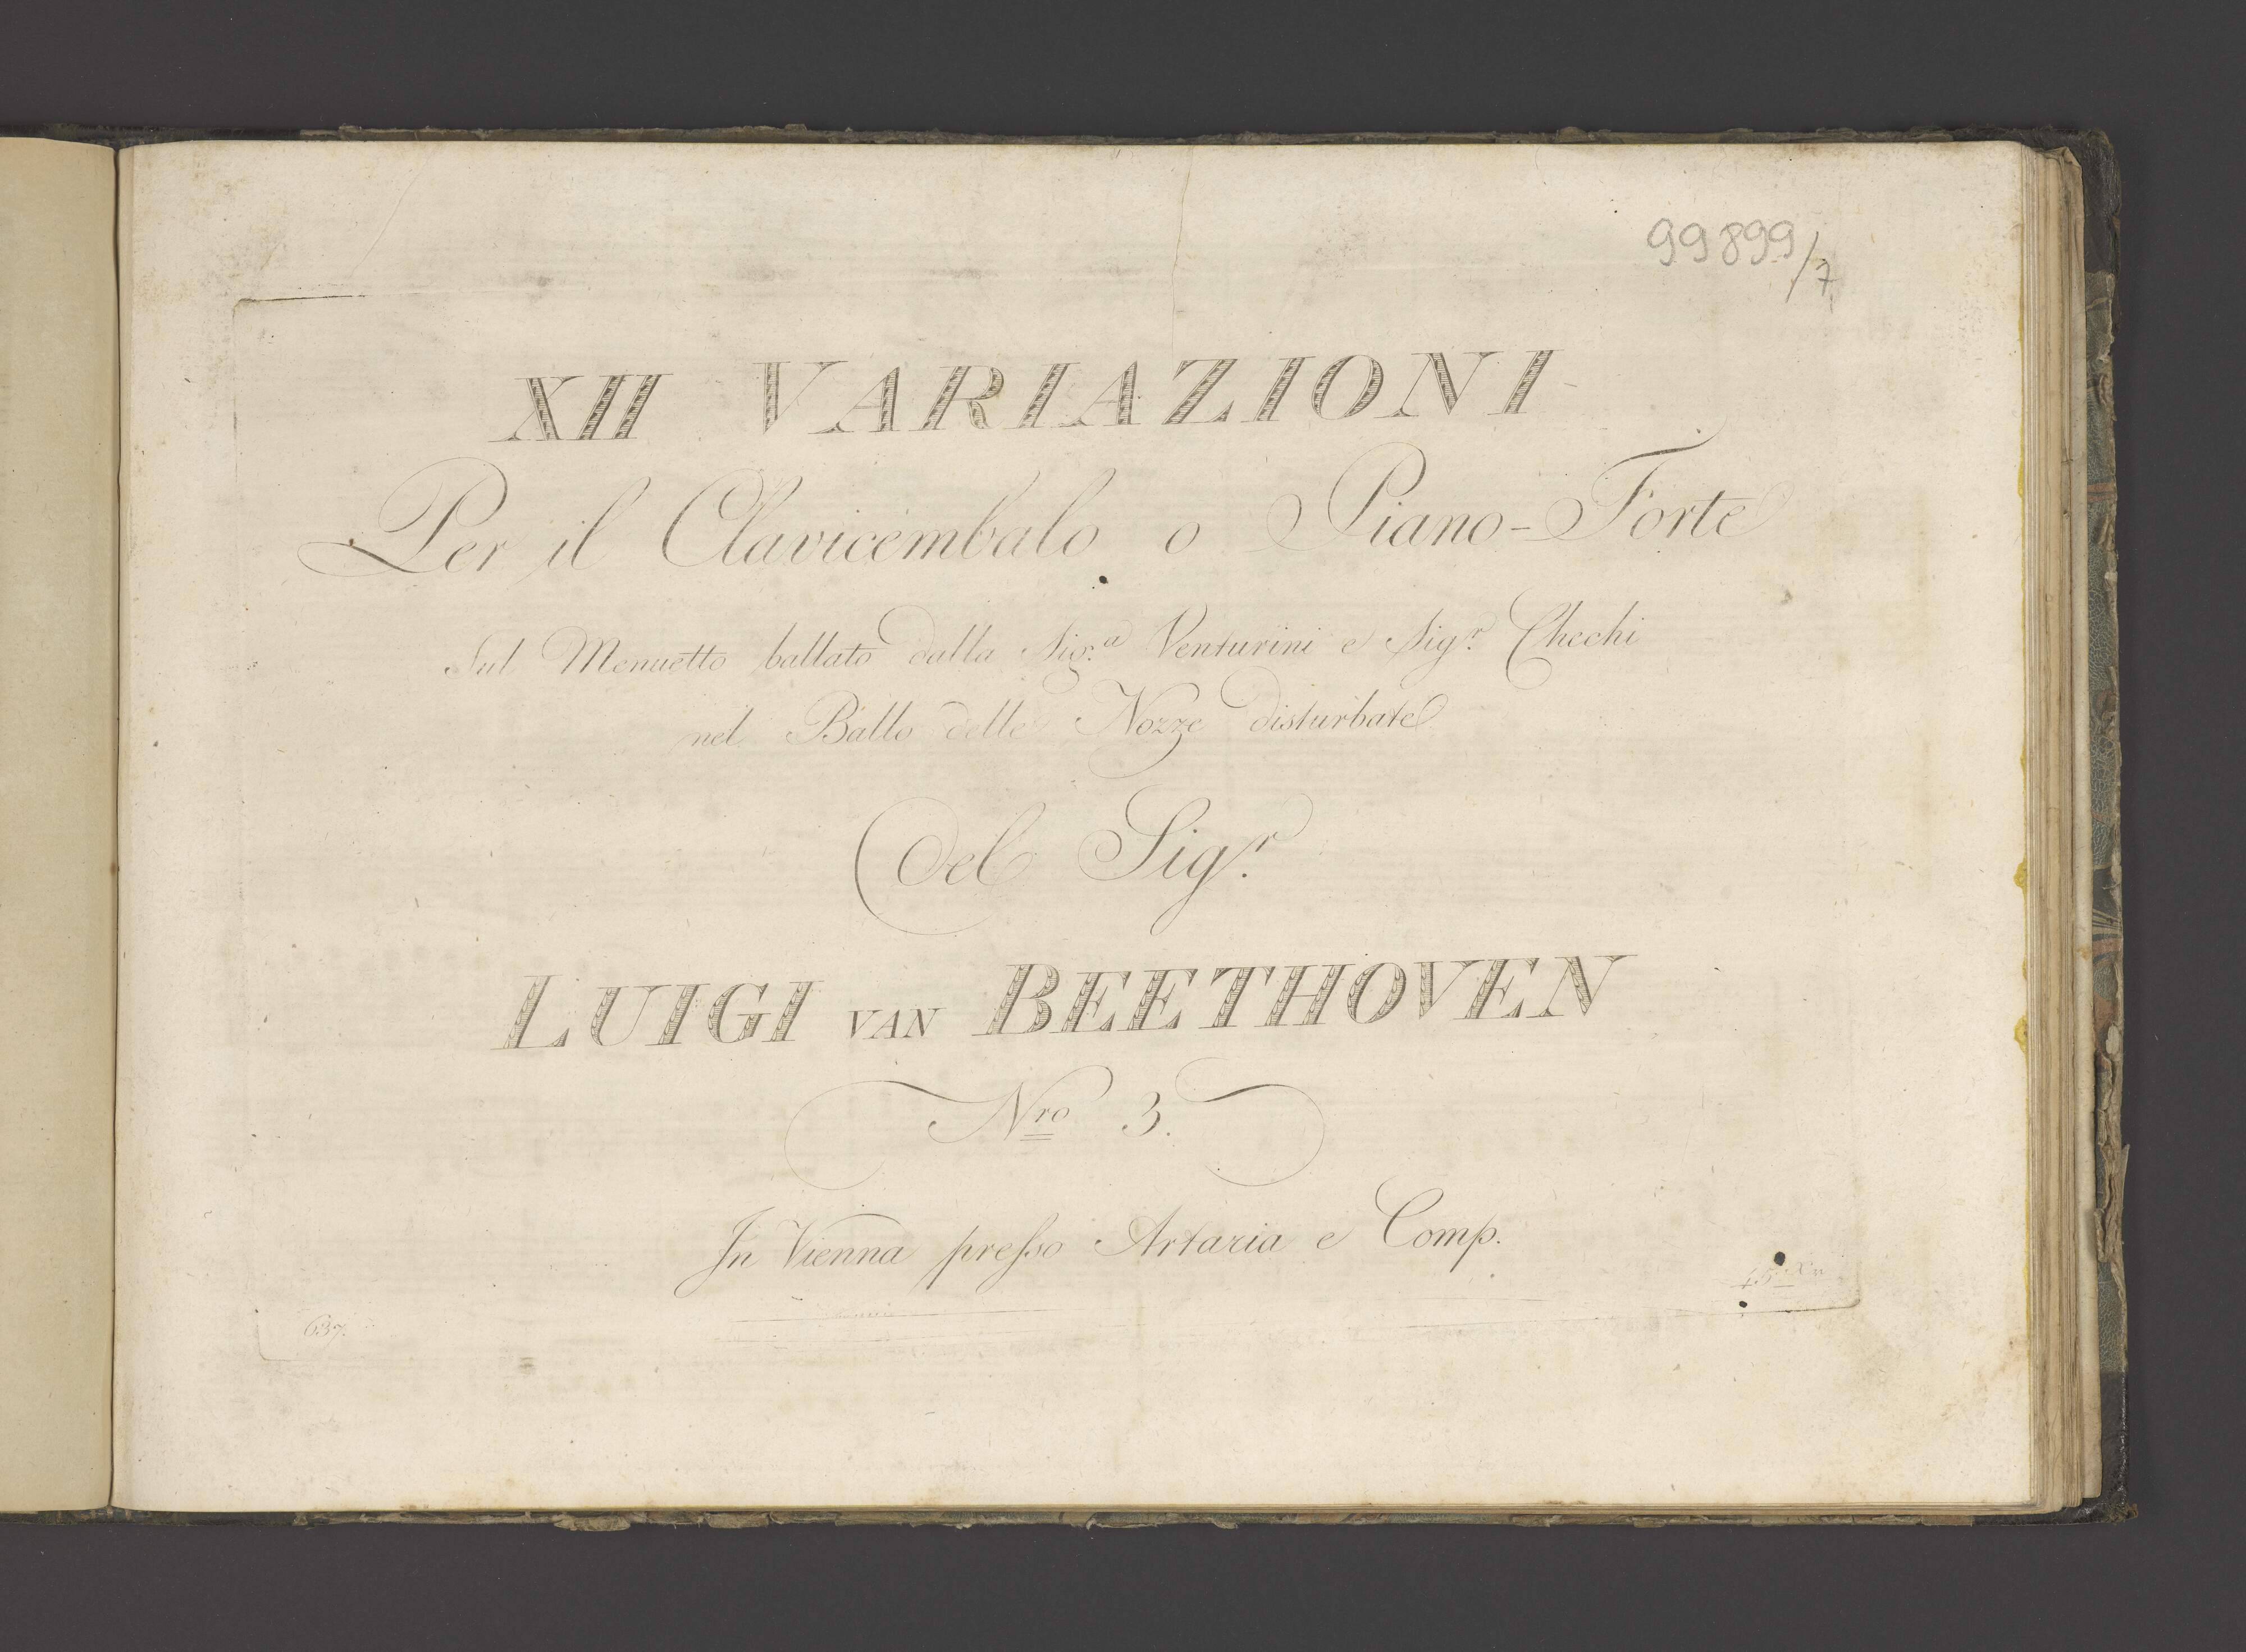 99899/7
XII VARIAZIONI
Per il Clavicembalo o Piano-Forte
Sul Menuetto ballato dalla Sig.a Venturini e Sig.r Chechi
nel Ballo delle Nozze disturbate
Del Sig.r
LUIGI VAN BEETHOVEN
Nro 3.
In Vienna presso Artaria e Comp.
637.